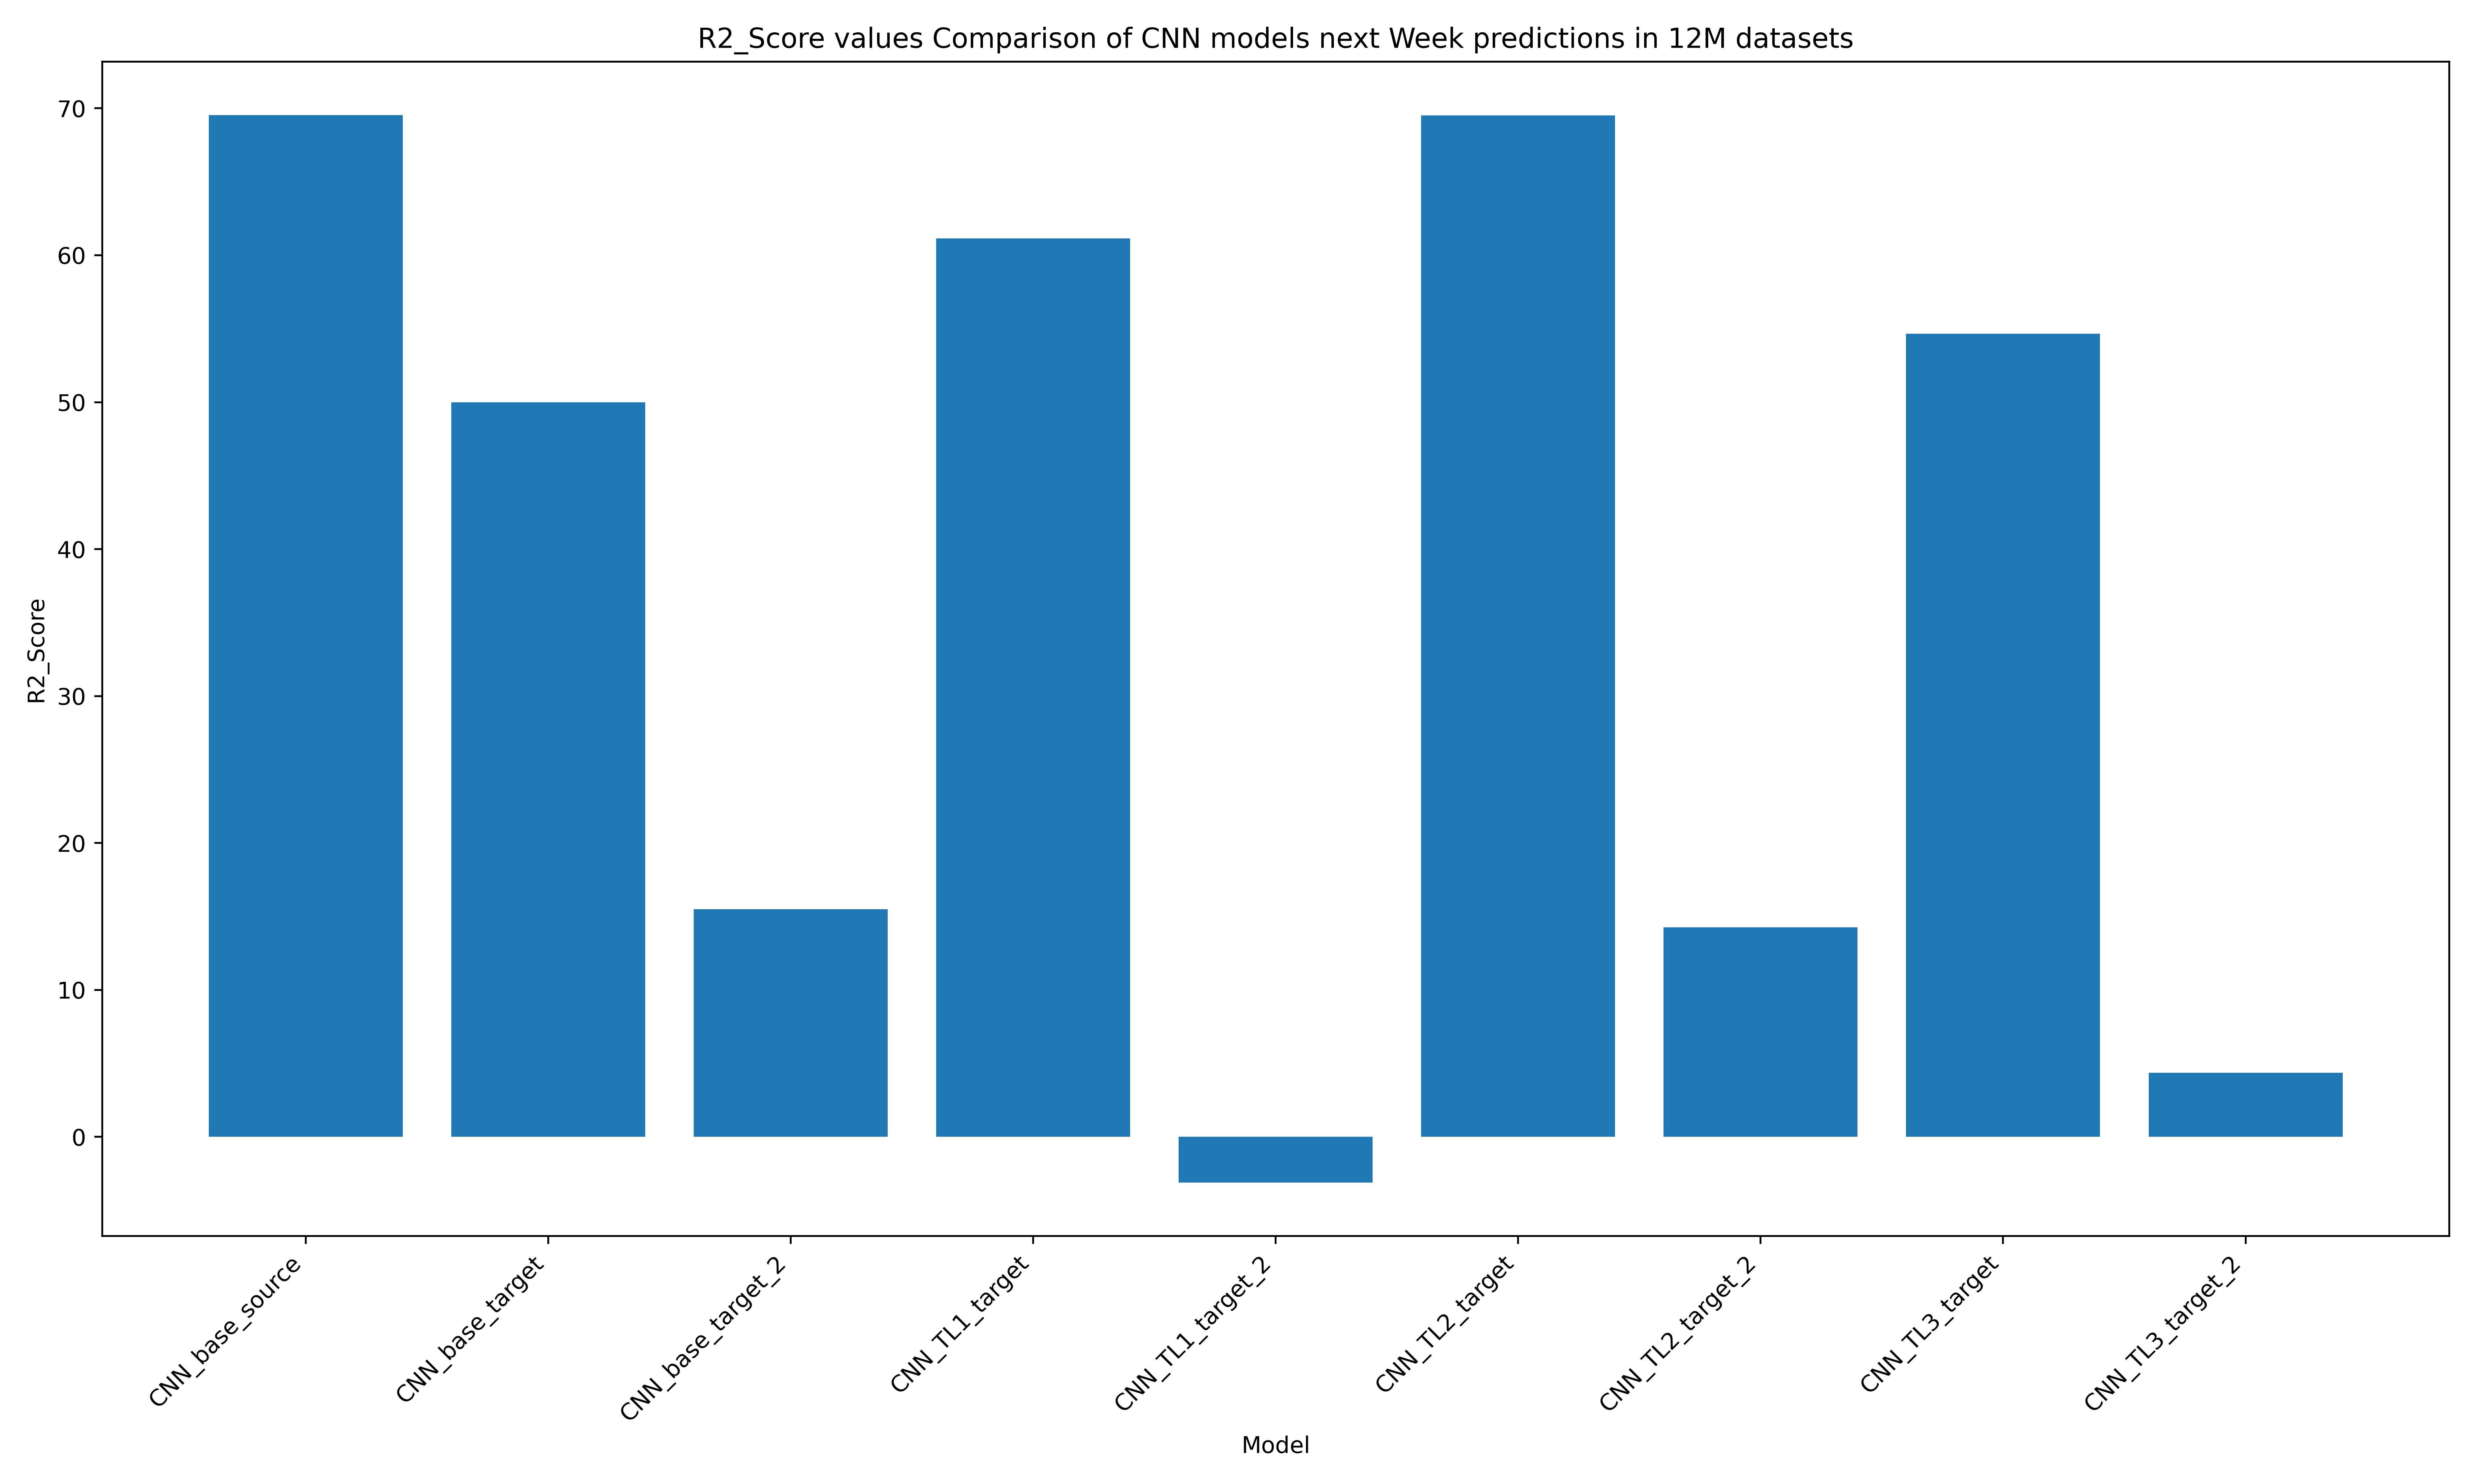 R2_Score values Comparison of CNN models next Week predictions in 12M datasets
R2_Score
70
60
50
40
30
20
10
0
CNN_base_source
CNN_base_target
CNN_base_target_2
CNN_TL1_target
CNN_TL1_target_2
CNN_TL2_target
CNN_TL2_target_2
CNN_TL3_target
CNN_TL3_target_2
Model